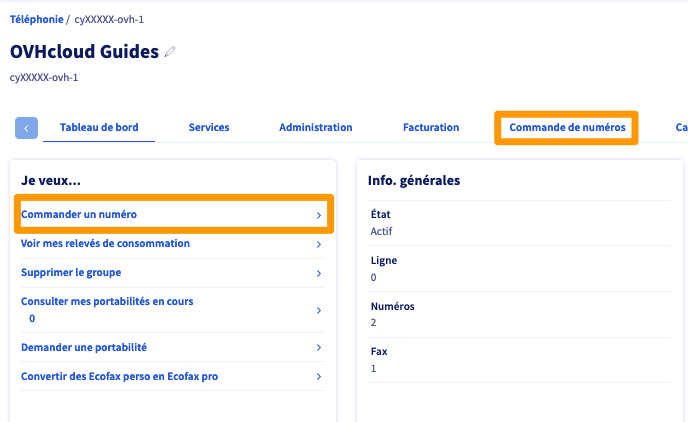 Téléphonie / cyXXXXX-ovh-1
OVHcloud Guides
cyXXXXX-ovh-1
Tableau de bord Services Administration Facturation Commande de numéros Ca
Je veux...
Commander un numéro
Voir mes relevés de consommation
Supprimer le groupe
Consulter mes portabilités en cours
0
Demander une portabilité
Convertir des Ecofax perso en Ecofax pro
Info. générales
État
Actif
Ligne
0
Numéros
2
Fax
1